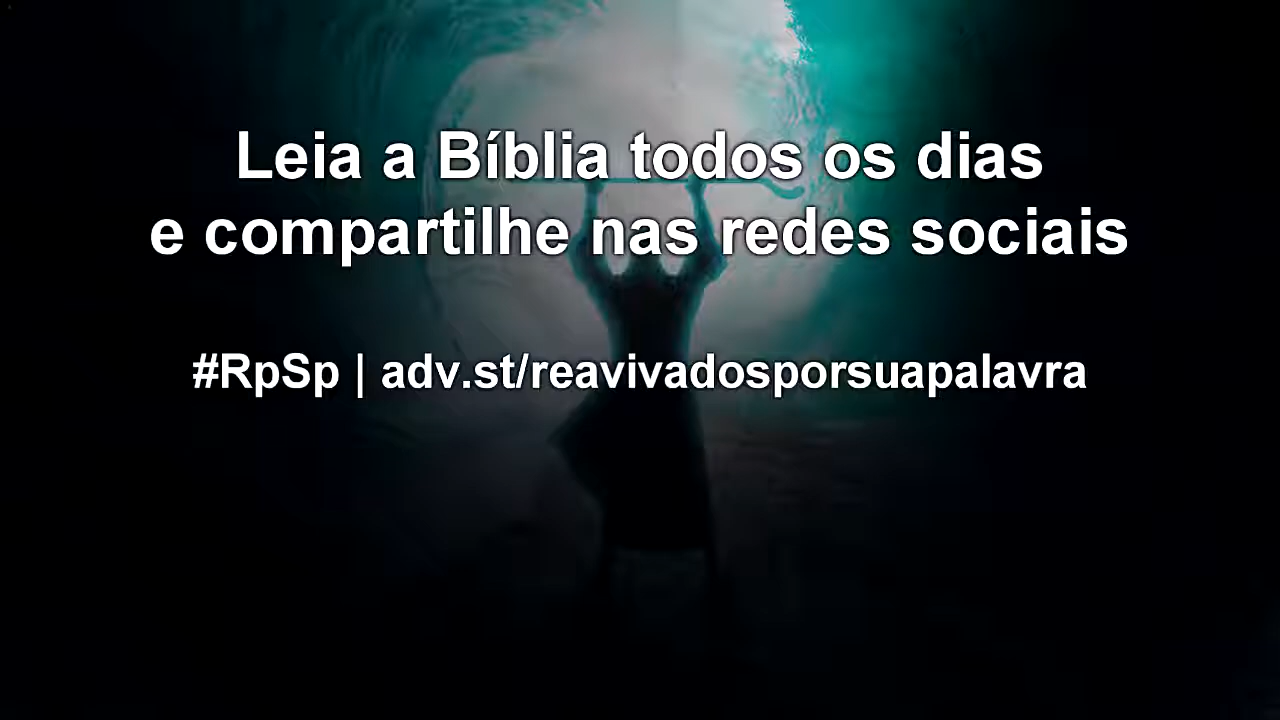 Leia a Bíblia todos os dias
e compartilhe nas redes sociais
#RpSp | adv.st/reavivadosporsuapalavra